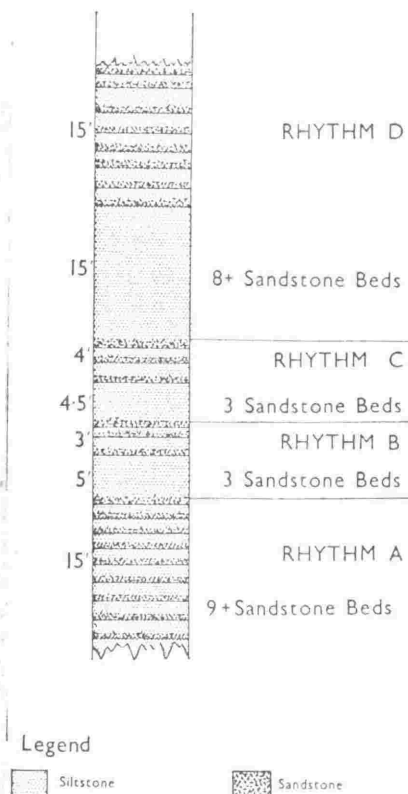 15' RHYTHM D
15' 8+ Sandstone Beds
4' RHYTHM C
4·5' 3 Sandstone Beds
3' RHYTHM B
5' 3 Sandstone Beds
15' RHYTHM A
9+Sandstone Beds
Legend
Siltstone Sandstone